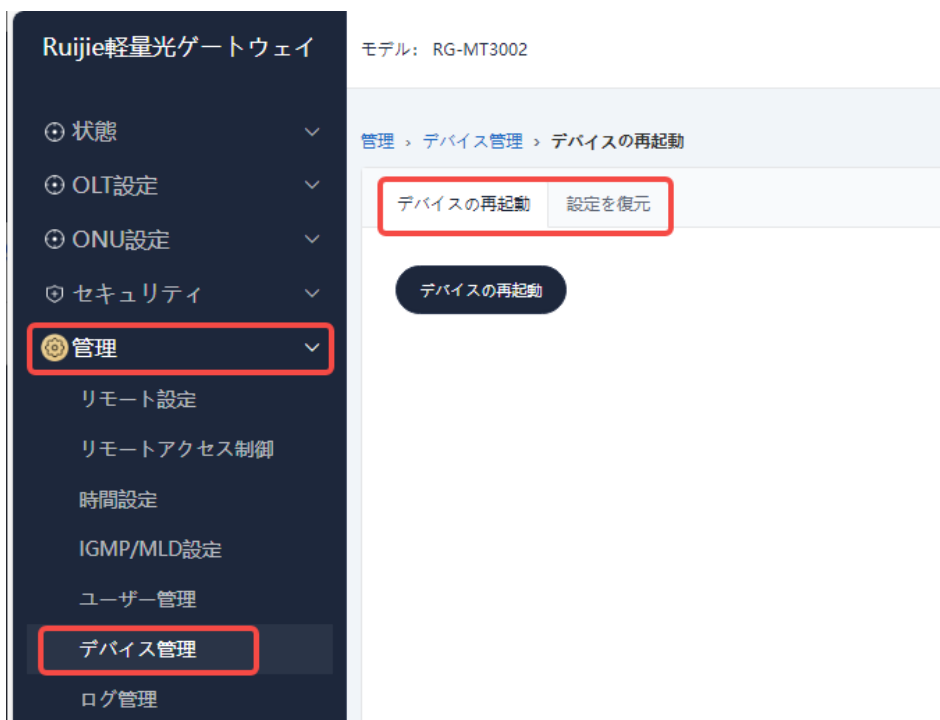 Ruijie軽量光ゲートウェイ
モデル: RG-MT3002
状態
OLT設定
ONU設定
セキュリティ
管理
リモート設定
リモートアクセス制御
時間設定
IGMP/MLD設定
ユーザー管理
デバイス管理
ログ管理
管理 › デバイス管理 › デバイスの再起動
デバイスの再起動 設定を復元
デバイスの再起動